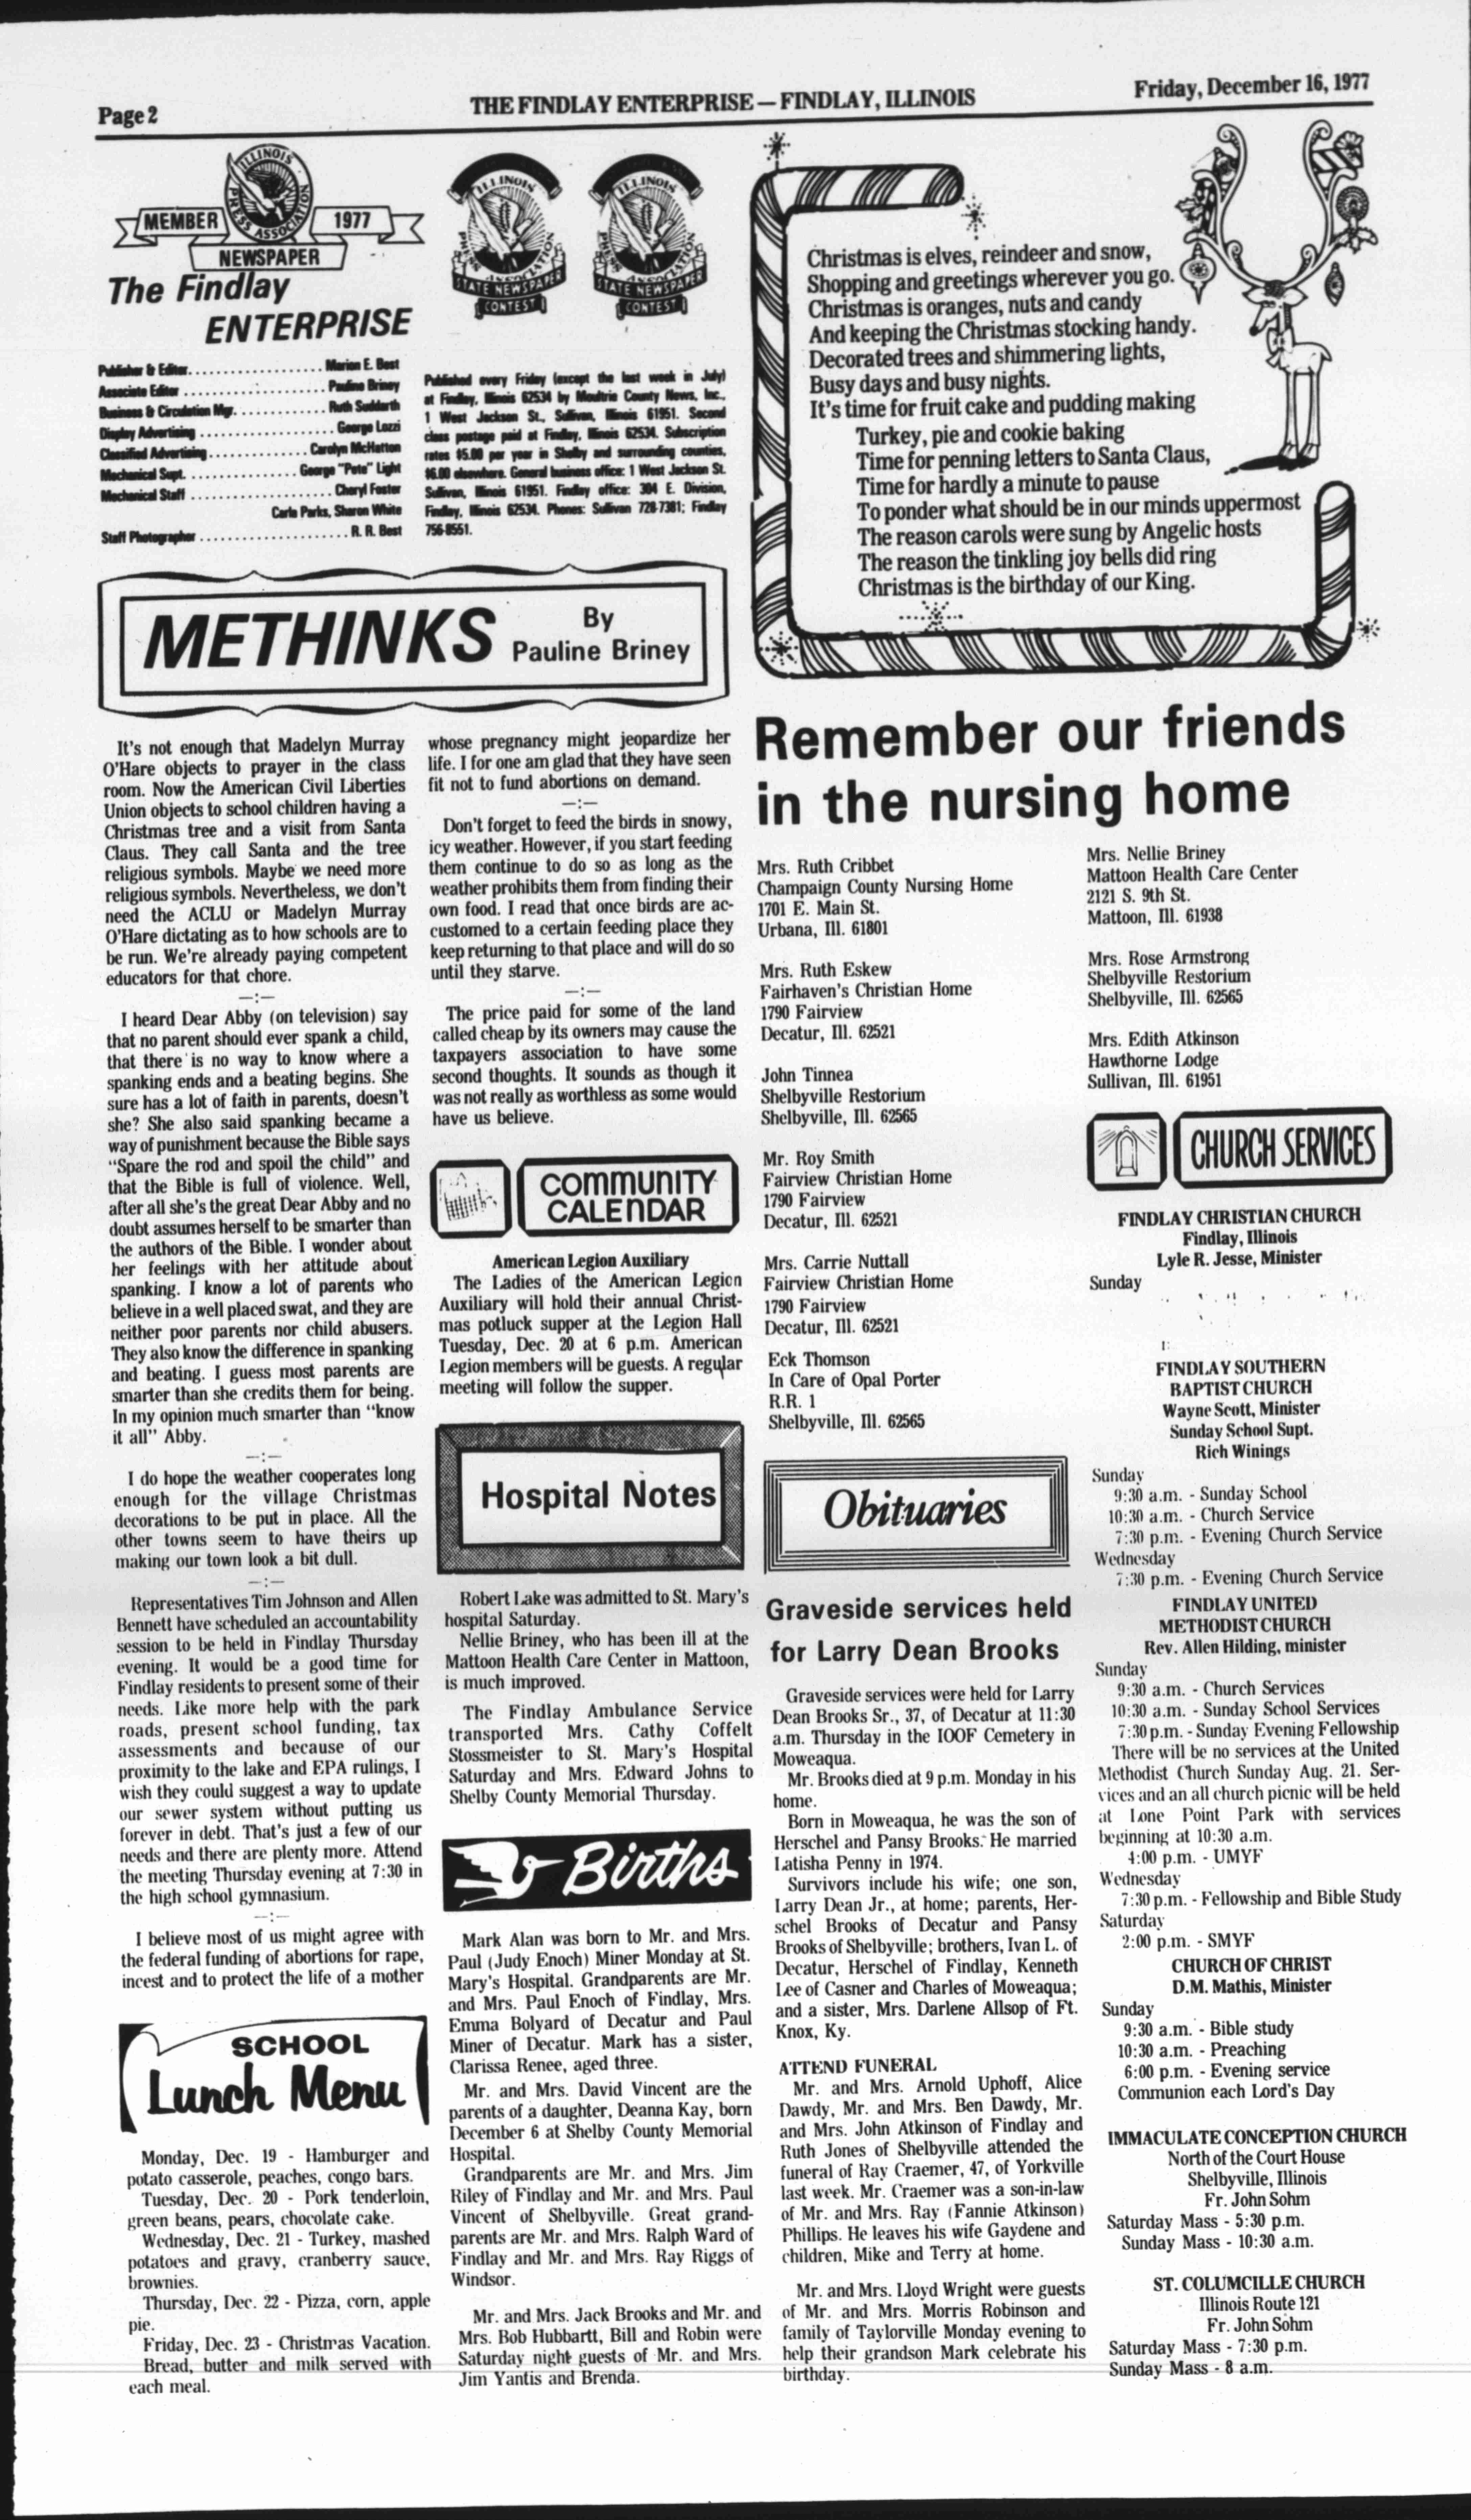 Page 2
THE FINDLAY ENTERPRISE — FINDLAY, ILLINOIS
Friday, December 16, 1977
ILLINOIS
PRESS ASSOCIATION
MEMBER
1977
NEWSPAPER
The Findlay
ENTERPRISE
ILLINOIS
PRESS ASSOCIATION
STATE NEWSPAPER
CONTEST
ILLINOIS
PRESS ASSOCIATION
STATE NEWSPAPER
CONTEST
Publisher & Editor. . . . . . . . . . . . . . . . . Marion E. Best
Associate Editor . . . . . . . . . . . . . . . . . . Pauline Briney
Business & Circulation Mgr. . . . . . . . . . . . Ruth Suddarth
Display Advertising . . . . . . . . . . . . . . . . . George Lozzi
Classified Advertising . . . . . . . . . . . . . Carolyn McHatton
Mechanical Supt. . . . . . . . . . . . . . . George "Pete" Light
Mechanical Staff . . . . . . . . . . . . . . . . . . Cheryl Foster
Carla Parks, Sharon White
Staff Photographer . . . . . . . . . . . . . . . . . . . R. R. Best
Published every Friday (except the last week in July)
at Findlay, Illinois 62534 by Moultrie County News, Inc.,
1 West Jackson St., Sullivan, Illinois 61951. Second
class postage paid at Findlay, Illinois 62534. Subscription
rates $5.00 per year in Shelby and surrounding counties,
$6.00 elsewhere. General business office: 1 West Jackson St.
Sullivan, Illinois 61951. Findlay office: 304 E. Division,
Findlay, Illinois 62534. Phones: Sullivan 728-7381; Findlay
756-8551.
Christmas is elves, reindeer and snow,
Shopping and greetings wherever you go.
Christmas is oranges, nuts and candy
And keeping the Christmas stocking handy.
Decorated trees and shimmering lights,
Busy days and busy nights.
It's time for fruit cake and pudding making
Turkey, pie and cookie baking
Time for penning letters to Santa Claus,
Time for hardly a minute to pause
To ponder what should be in our minds uppermost
The reason carols were sung by Angelic hosts
The reason the tinkling joy bells did ring
Christmas is the birthday of our King.
METHINKS
By
Pauline Briney
It's not enough that Madelyn Murray
O'Hare objects to prayer in the class
room. Now the American Civil Liberties
Union objects to school children having a
Christmas tree and a visit from Santa
Claus. They call Santa and the tree
religious symbols. Maybe we need more
religious symbols. Nevertheless, we don't
need the ACLU or Madelyn Murray
O'Hare dictating as to how schools are to
be run. We're already paying competent
educators for that chore.
—:—
I heard Dear Abby (on television) say
that no parent should ever spank a child,
that there is no way to know where a
spanking ends and a beating begins. She
sure has a lot of faith in parents, doesn't
she? She also said spanking became a
way of punishment because the Bible says
"Spare the rod and spoil the child" and
that the Bible is full of violence. Well,
after all she's the great Dear Abby and no
doubt assumes herself to be smarter than
the authors of the Bible. I wonder about
her feelings with her attitude about
spanking. I know a lot of parents who
believe in a well placed swat, and they are
neither poor parents nor child abusers.
They also know the difference in spanking
and beating. I guess most parents are
smarter than she credits them for being.
In my opinion much smarter than "know
it all" Abby.
—:—
I do hope the weather cooperates long
enough for the village Christmas
decorations to be put in place. All the
other towns seem to have theirs up
making our town look a bit dull.
—:—
Representatives Tim Johnson and Allen
Bennett have scheduled an accountability
session to be held in Findlay Thursday
evening. It would be a good time for
Findlay residents to present some of their
needs. Like more help with the park
roads, present school funding, tax
assessments and because of our
proximity to the lake and EPA rulings, I
wish they could suggest a way to update
our sewer system without putting us
forever in debt. That's just a few of our
needs and there are plenty more. Attend
the meeting Thursday evening at 7:30 in
the high school gymnasium.
—:—
I believe most of us might agree with
the federal funding of abortions for rape,
incest and to protect the life of a mother
whose pregnancy might jeopardize her
life. I for one am glad that they have seen
fit not to fund abortions on demand.
—:—
Don't forget to feed the birds in snowy,
icy weather. However, if you start feeding
them continue to do so as long as the
weather prohibits them from finding their
own food. I read that once birds are ac-
customed to a certain feeding place they
keep returning to that place and will do so
until they starve.
—:—
The price paid for some of the land
called cheap by its owners may cause the
taxpayers association to have some
second thoughts. It sounds as though it
was not really as worthless as some would
have us believe.
SCHOOL
Lunch Menu
Monday, Dec. 19 - Hamburger and
potato casserole, peaches, congo bars.
Tuesday, Dec. 20 - Pork tenderloin,
green beans, pears, chocolate cake.
Wednesday, Dec. 21 - Turkey, mashed
potatoes and gravy, cranberry sauce,
brownies.
Thursday, Dec. 22 - Pizza, corn, apple
pie.
Friday, Dec. 23 - Christmas Vacation.
Bread, butter and milk served with
each meal.
COMMUNITY
CALENDAR
American Legion Auxiliary
The Ladies of the American Legion
Auxiliary will hold their annual Christ-
mas potluck supper at the Legion Hall
Tuesday, Dec. 20 at 6 p.m. American
Legion members will be guests. A regular
meeting will follow the supper.
Hospital Notes
Robert Lake was admitted to St. Mary's
hospital Saturday.
Nellie Briney, who has been ill at the
Mattoon Health Care Center in Mattoon,
is much improved.
The Findlay Ambulance Service
transported Mrs. Cathy Coffelt
Stossmeister to St. Mary's Hospital
Saturday and Mrs. Edward Johns to
Shelby County Memorial Thursday.
Births
Mark Alan was born to Mr. and Mrs.
Paul (Judy Enoch) Miner Monday at St.
Mary's Hospital. Grandparents are Mr.
and Mrs. Paul Enoch of Findlay, Mrs.
Emma Bolyard of Decatur and Paul
Miner of Decatur. Mark has a sister,
Clarissa Renee, aged three.
Mr. and Mrs. David Vincent are the
parents of a daughter, Deanna Kay, born
December 6 at Shelby County Memorial
Hospital.
Grandparents are Mr. and Mrs. Jim
Riley of Findlay and Mr. and Mrs. Paul
Vincent of Shelbyville. Great grand-
parents are Mr. and Mrs. Ralph Ward of
Findlay and Mr. and Mrs. Ray Riggs of
Windsor.
Mr. and Mrs. Jack Brooks and Mr. and
Mrs. Bob Hubbartt, Bill and Robin were
Saturday night guests of Mr. and Mrs.
Jim Yantis and Brenda.
Remember our friends
in the nursing home
Mrs. Ruth Cribbet
Champaign County Nursing Home
1701 E. Main St.
Urbana, Ill. 61801
Mrs. Ruth Eskew
Fairhaven's Christian Home
1790 Fairview
Decatur, Ill. 62521
John Tinnea
Shelbyville Restorium
Shelbyville, Ill. 62565
Mr. Roy Smith
Fairview Christian Home
1790 Fairview
Decatur, Ill. 62521
Mrs. Carrie Nuttall
Fairview Christian Home
1790 Fairview
Decatur, Ill. 62521
Eck Thomson
In Care of Opal Porter
R.R. 1
Shelbyville, Ill. 62565
Mrs. Nellie Briney
Mattoon Health Care Center
2121 S. 9th St.
Mattoon, Ill. 61938
Mrs. Rose Armstrong
Shelbyville Restorium
Shelbyville, Ill. 62565
Mrs. Edith Atkinson
Hawthorne Lodge
Sullivan, Ill. 61951
Obituaries
Graveside services held
for Larry Dean Brooks
Graveside services were held for Larry
Dean Brooks Sr., 37, of Decatur at 11:30
a.m. Thursday in the IOOF Cemetery in
Moweaqua.
Mr. Brooks died at 9 p.m. Monday in his
home.
Born in Moweaqua, he was the son of
Herschel and Pansy Brooks. He married
Latisha Penny in 1974.
Survivors include his wife; one son,
Larry Dean Jr., at home; parents, Her-
schel Brooks of Decatur and Pansy
Brooks of Shelbyville; brothers, Ivan L. of
Decatur, Herschel of Findlay, Kenneth
Lee of Casner and Charles of Moweaqua;
and a sister, Mrs. Darlene Allsop of Ft.
Knox, Ky.
ATTEND FUNERAL
Mr. and Mrs. Arnold Uphoff, Alice
Dawdy, Mr. and Mrs. Ben Dawdy, Mr.
and Mrs. John Atkinson of Findlay and
Ruth Jones of Shelbyville attended the
funeral of Ray Craemer, 47, of Yorkville
last week. Mr. Craemer was a son-in-law
of Mr. and Mrs. Ray (Fannie Atkinson)
Phillips. He leaves his wife Gaydene and
children, Mike and Terry at home.
Mr. and Mrs. Lloyd Wright were guests
of Mr. and Mrs. Morris Robinson and
family of Taylorville Monday evening to
help their grandson Mark celebrate his
birthday.
CHURCH SERVICES
FINDLAY CHRISTIAN CHURCH
Findlay, Illinois
Lyle R. Jesse, Minister
Sunday
FINDLAY SOUTHERN
BAPTIST CHURCH
Wayne Scott, Minister
Sunday School Supt.
Rich Winings
Sunday
9:30 a.m. - Sunday School
10:30 a.m. - Church Service
7:30 p.m. - Evening Church Service
Wednesday
7:30 p.m. - Evening Church Service
FINDLAY UNITED
METHODIST CHURCH
Rev. Allen Hilding, minister
Sunday
9:30 a.m. - Church Services
10:30 a.m. - Sunday School Services
7:30 p.m. - Sunday Evening Fellowship
There will be no services at the United
Methodist Church Sunday Aug. 21. Ser-
vices and an all church picnic will be held
at Lone Point Park with services
beginning at 10:30 a.m.
4:00 p.m. - UMYF
Wednesday
7:30 p.m. - Fellowship and Bible Study
Saturday
2:00 p.m. - SMYF
CHURCH OF CHRIST
D.M. Mathis, Minister
Sunday
9:30 a.m. - Bible study
10:30 a.m. - Preaching
6:00 p.m. - Evening service
Communion each Lord's Day
IMMACULATE CONCEPTION CHURCH
North of the Court House
Shelbyville, Illinois
Fr. John Sohm
Saturday Mass - 5:30 p.m.
Sunday Mass - 10:30 a.m.
ST. COLUMCILLE CHURCH
Illinois Route 121
Fr. John Sohm
Saturday Mass - 7:30 p.m.
Sunday Mass - 8 a.m.